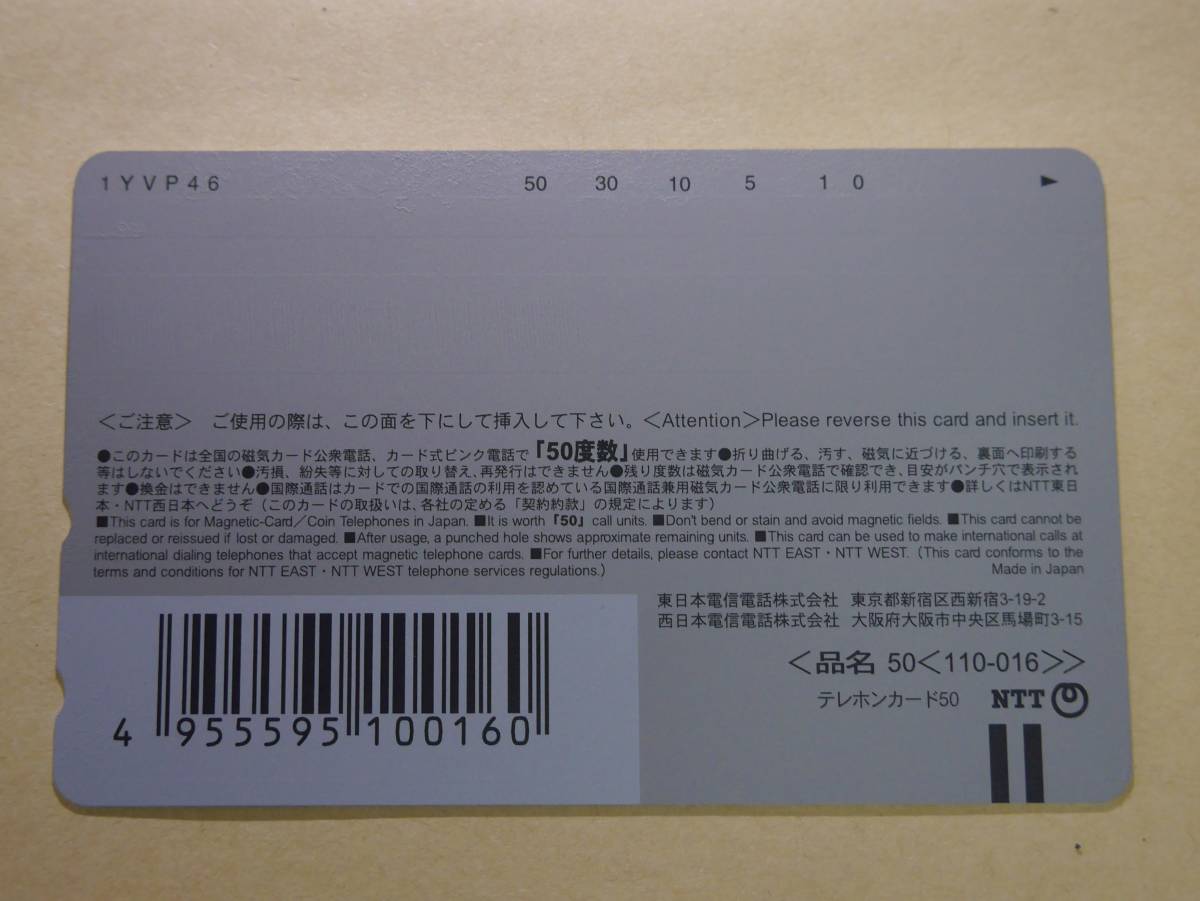 1YVP46 50 30 10 5 1 0 ►
＜ご注意＞ ご使用の際は、この面を下にして挿入して下さい。＜Attention＞Please reverse this card and insert it.
●このカードは全国の磁気カード公衆電話、カード式ピンク電話で「50度数」使用できます●折り曲げる、汚す、磁気に近づける、裏面へ印刷する
等はしないでください●汚損、紛失等に対しての取り替え、再発行はできません●残り度数は磁気カード公衆電話で確認でき、目安がパンチ穴で表示され
ます●換金はできません●国際通話はカードでの国際通話の利用を認めている国際通話兼用磁気カード公衆電話に限り利用できます●詳しくはNTT東日
本・NTT西日本へどうぞ（このカードの取扱いは、各社の定める「契約約款」の規定によります）
■This card is for Magnetic-Card／Coin Telephones in Japan. ■It is worth「50」call units. ■Don't bend or stain and avoid magnetic fields. ■This card cannot be
replaced or reissued if lost or damaged. ■After usage, a punched hole shows approximate remaining units. ■This card can be used to make international calls at
international dialing telephones that accept magnetic telephone cards. ■For further details, please contact NTT EAST・NTT WEST.（This card conforms to the
terms and conditions for NTT EAST・NTT WEST telephone services regulations.） Made in Japan
東日本電信電話株式会社 東京都新宿区西新宿3-19-2
西日本電信電話株式会社 大阪府大阪市中央区馬場町3-15
＜品名 50＜110-016＞＞
テレホンカード50 NTT
4 955595 100160